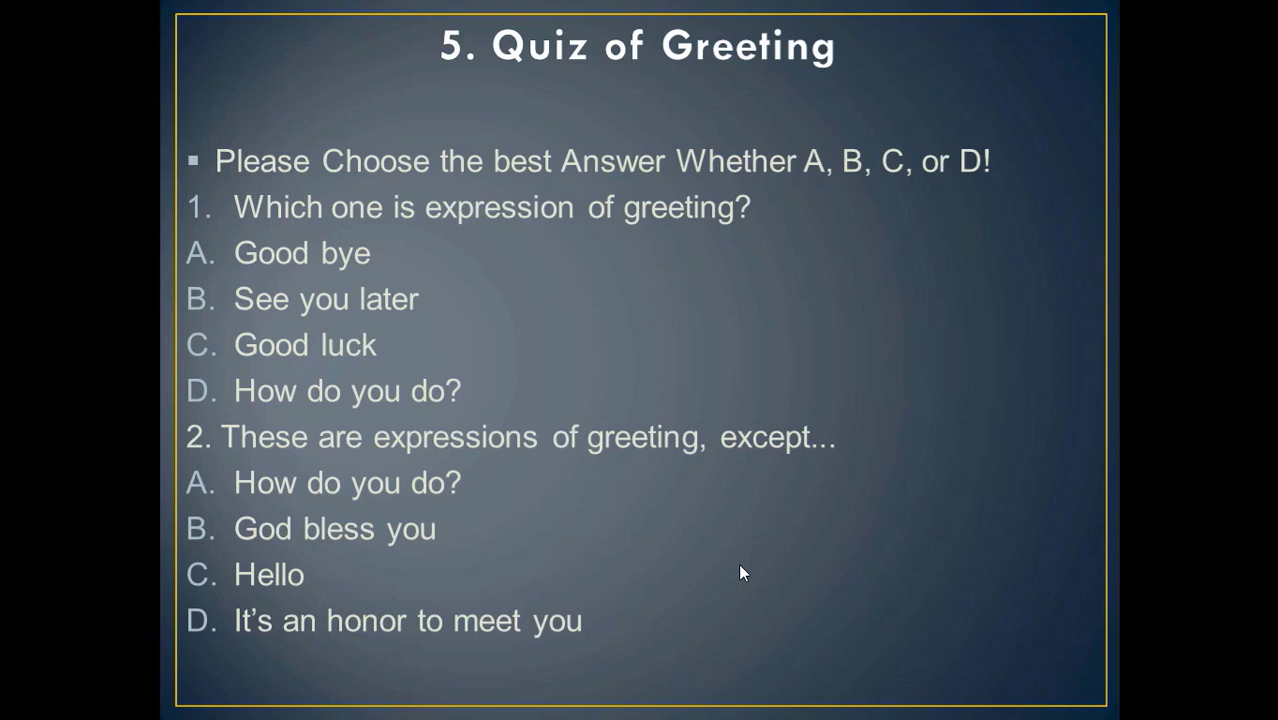 5. Quiz of Greeting
▪ Please Choose the best Answer Whether A, B, C, or D!
1. Which one is expression of greeting?
A. Good bye
B. See you later
C. Good luck
D. How do you do?
2. These are expressions of greeting, except...
A. How do you do?
B. God bless you
C. Hello
D. It’s an honor to meet you